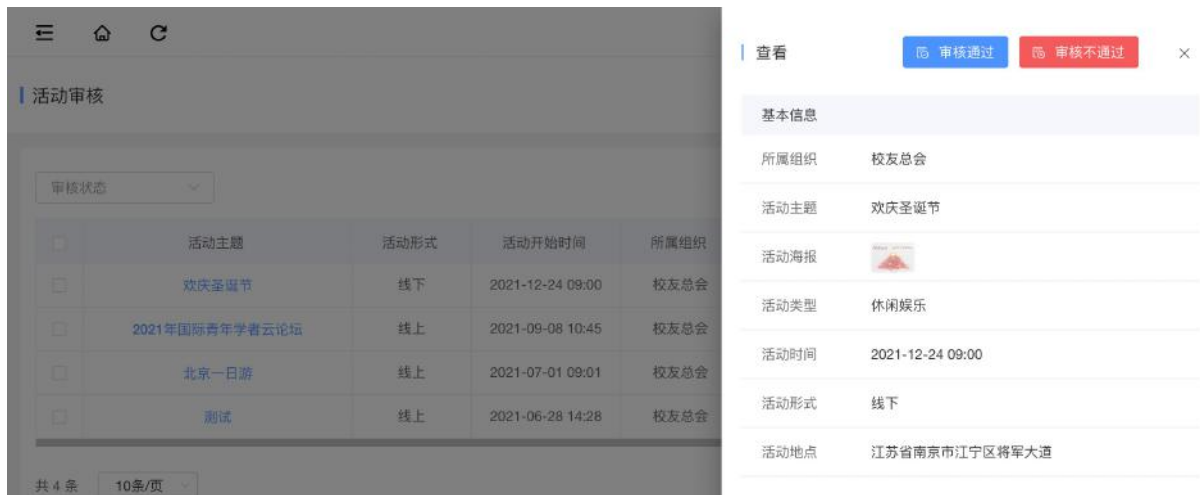 活动审核
审核状态
活动主题 活动形式 活动开始时间 所属组织
欢庆圣诞节 线下 2021-12-24 09:00 校友总会
2021年国际青年学者云论坛 线上 2021-09-08 10:45 校友总会
北京一日游 线上 2021-07-01 09:01 校友总会
测试 线上 2021-06-28 14:28 校友总会
共 4 条 10条/页
查看 审核通过 审核不通过
基本信息
所属组织 校友总会
活动主题 欢庆圣诞节
活动海报
活动类型 休闲娱乐
活动时间 2021-12-24 09:00
活动形式 线下
活动地点 江苏省南京市江宁区将军大道